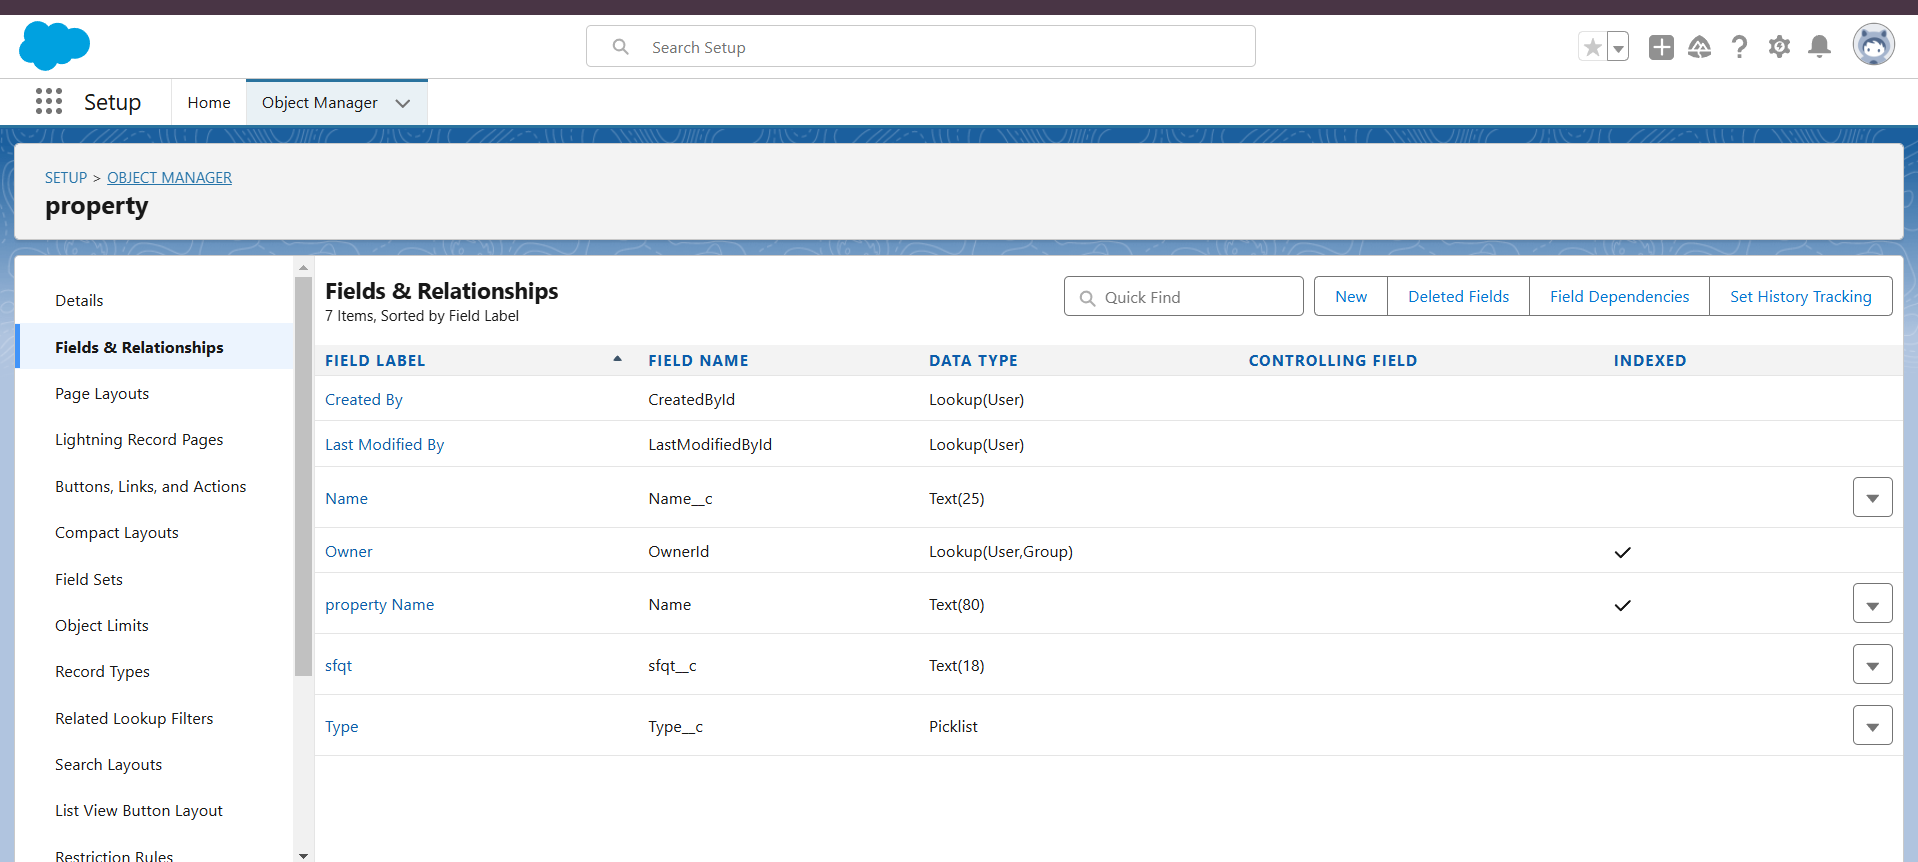 Search Setup
Setup
Home
Object Manager
SETUP > OBJECT MANAGER
property
Details
Fields & Relationships
Page Layouts
Lightning Record Pages
Buttons, Links, and Actions
Compact Layouts
Field Sets
Object Limits
Record Types
Related Lookup Filters
Search Layouts
List View Button Layout
Restriction Rules
Fields & Relationships
7 Items, Sorted by Field Label
Quick Find
New
Deleted Fields
Field Dependencies
Set History Tracking
FIELD LABEL FIELD NAME DATA TYPE CONTROLLING FIELD INDEXED
Created By CreatedById Lookup(User)
Last Modified By LastModifiedById Lookup(User)
Name Name__c Text(25)
Owner OwnerId Lookup(User,Group)
property Name Name Text(80)
sfqt sfqt__c Text(18)
Type Type__c Picklist